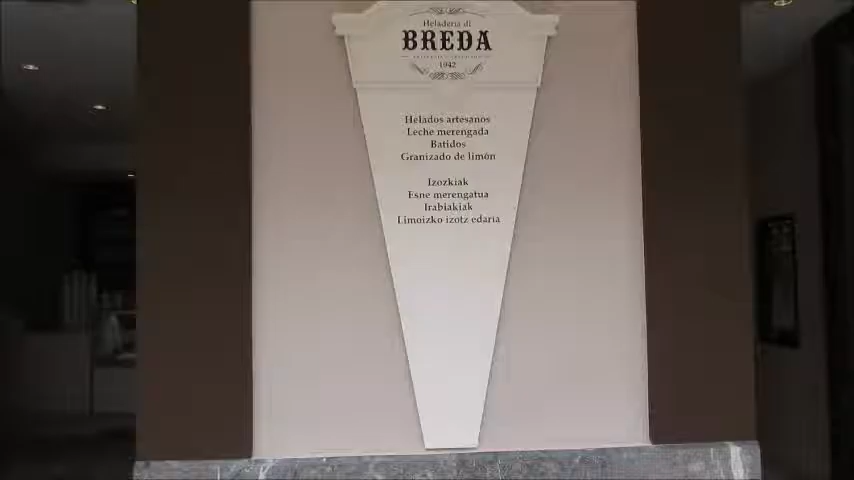 Heladería di
BREDA
1942
Helados artesanos
Leche merengada
Batidos
Granizado de limón
Izozkiak
Esne merengatua
Irabiakiak
Limoizko izotz edaria